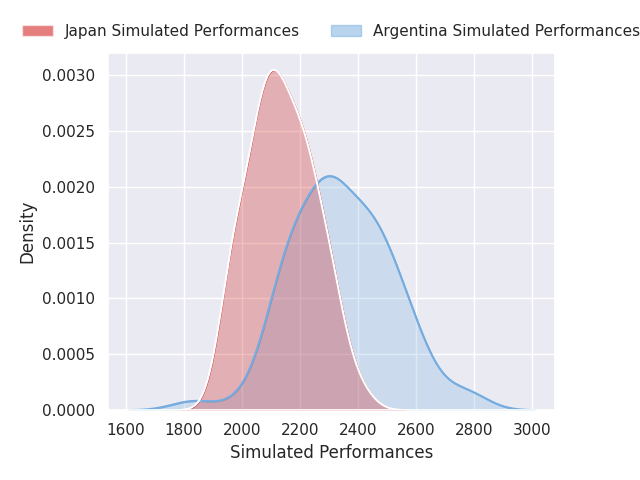 Japan Simulated Performances Argentina Simulated Performances
0.0030
0.0025
0.0020
0.0015
0.0010
0.0005
0.0000
Density
1600 1800 2000 2200 2400 2600 2800 3000
Simulated Performances